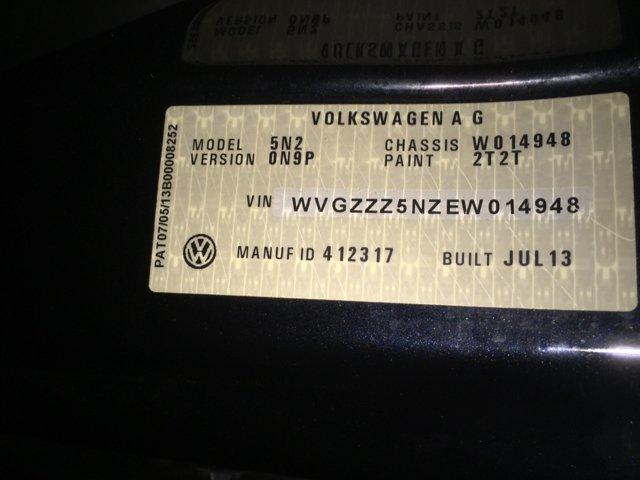 VOLKSWAGEN A G
MODEL 5N2 CHASSIS W014948
VERSION 0N9P PAINT 2T2T
VIN WVGZZZ5NZEW014948
MANUF ID 412317 BUILT JUL13
PAT07/05/13B00008252